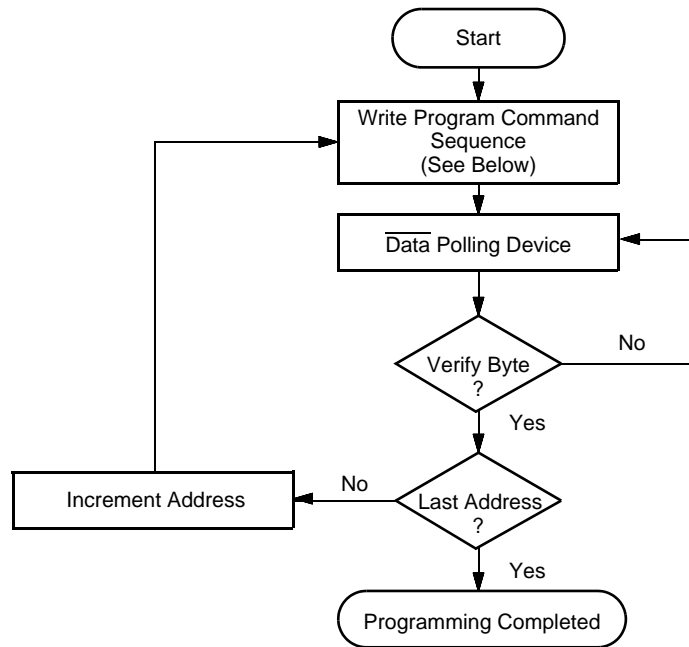 Start
Write Program Command
Sequence
(See Below)
Data Polling Device
Verify Byte
?
No
Yes
Last Address
?
No
Increment Address
Yes
Programming Completed